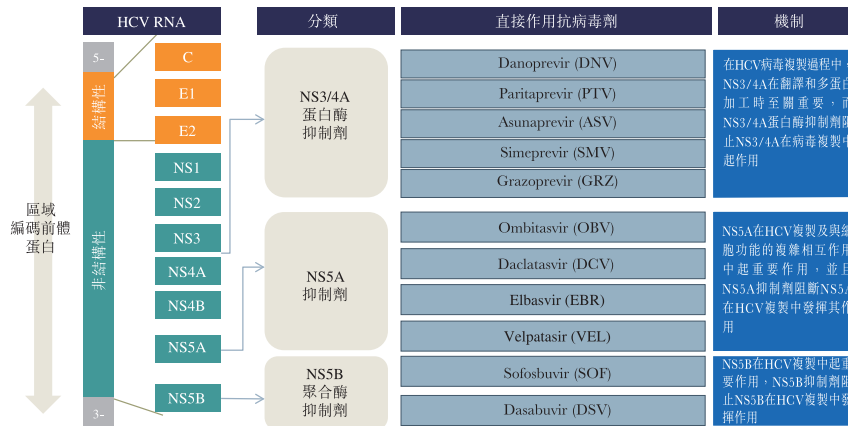 HCV RNA
分類
直接作用抗病毒劑
機制
5-
結構性
非結構性
3-
區域
編碼前體
蛋白
C
E1
E2
NS1
NS2
NS3
NS4A
NS4B
NS5A
NS5B
NS3/4A
蛋白酶
抑制劑
Danoprevir (DNV)
Paritaprevir (PTV)
Asunaprevir (ASV)
Simeprevir (SMV)
Grazoprevir (GRZ)
在HCV病毒複製過程中，
NS3/4A在翻譯和多蛋白
加工時至關重要，而
NS3/4A蛋白酶抑制劑阻
止NS3/4A在病毒複製中
起作用
NS5A
抑制劑
Ombitasvir (OBV)
Daclatasvir (DCV)
Elbasvir (EBR)
Velpatasir (VEL)
NS5A在HCV複製及與細
胞功能的複雜相互作用
中起重要作用，並且
NS5A抑制劑阻斷NS5A
在HCV複製中發揮其作
用
NS5B
聚合酶
抑制劑
Sofosbuvir (SOF)
Dasabuvir (DSV)
NS5B在HCV複製中起重
要作用，NS5B抑制劑阻
止NS5B在HCV複製中發
揮作用